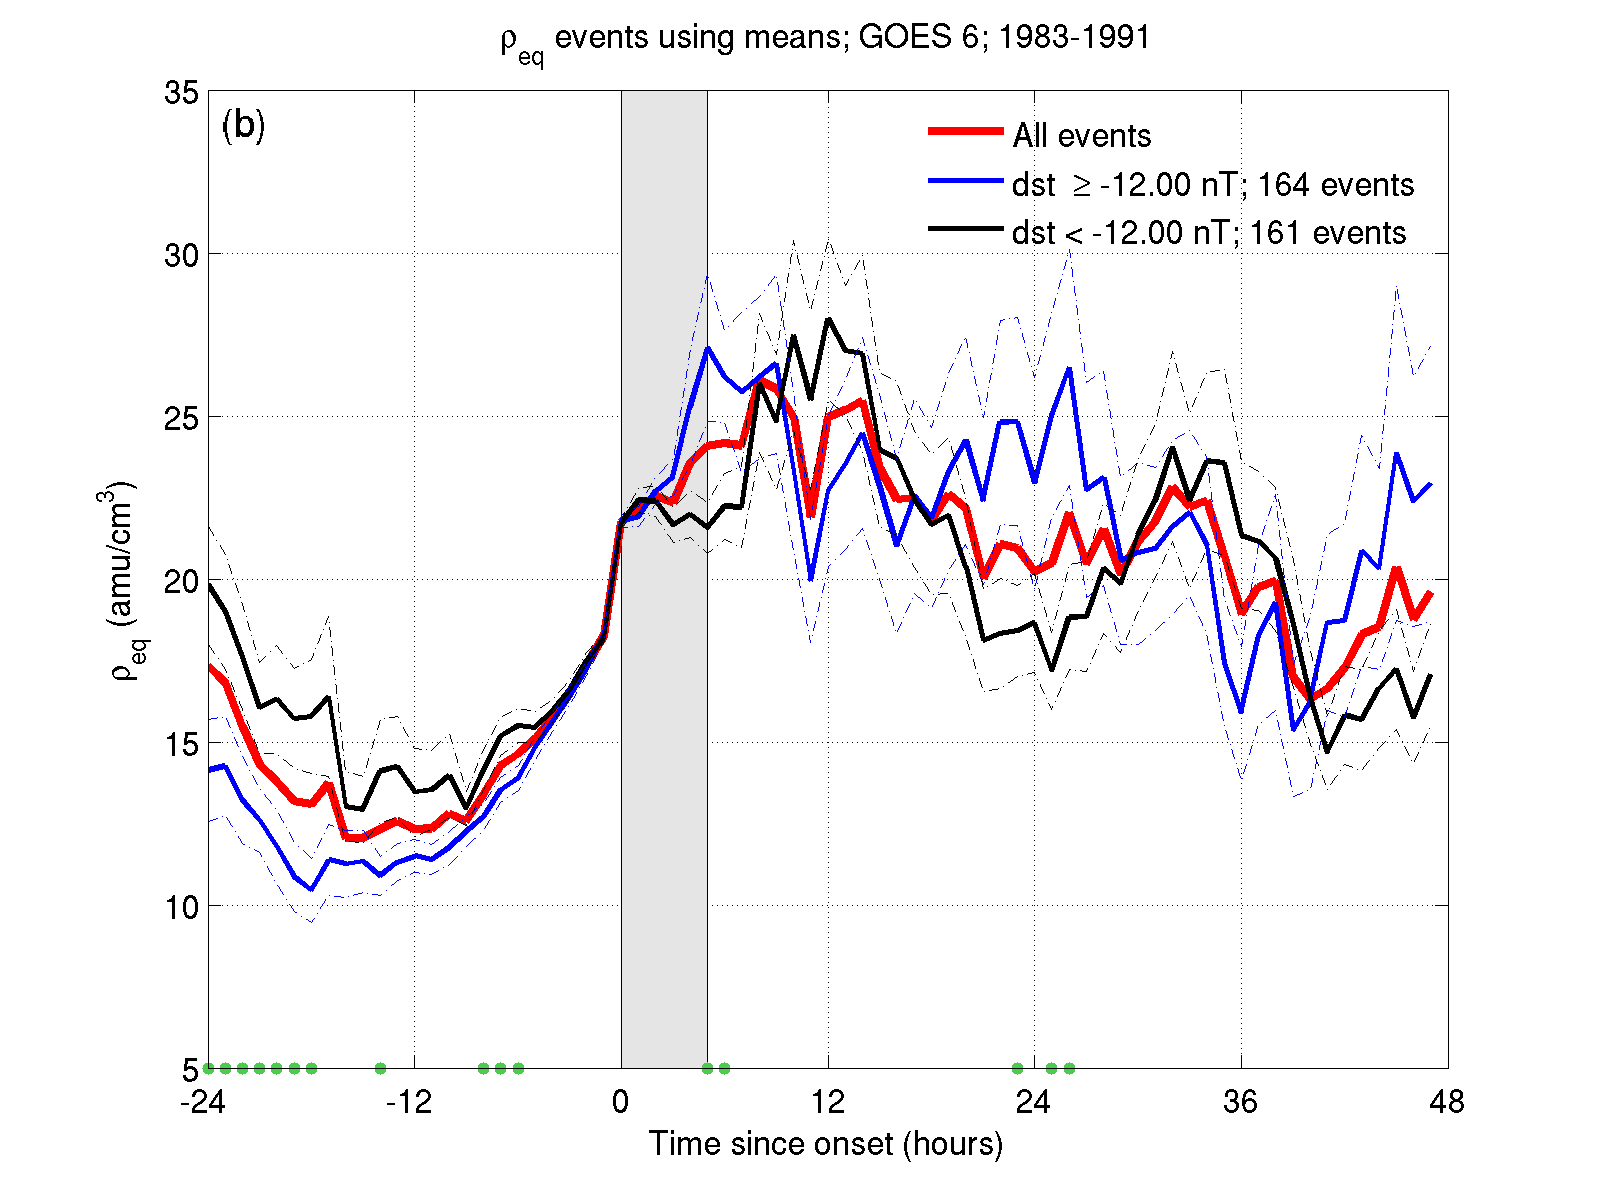 ρeq events using means; GOES 6; 1983-1991
(b)
All events
dst ≥ -12.00 nT; 164 events
dst < -12.00 nT; 161 events
ρeq (amu/cm³)
35
30
25
20
15
10
5
-24 -12 0 12 24 36 48
Time since onset (hours)